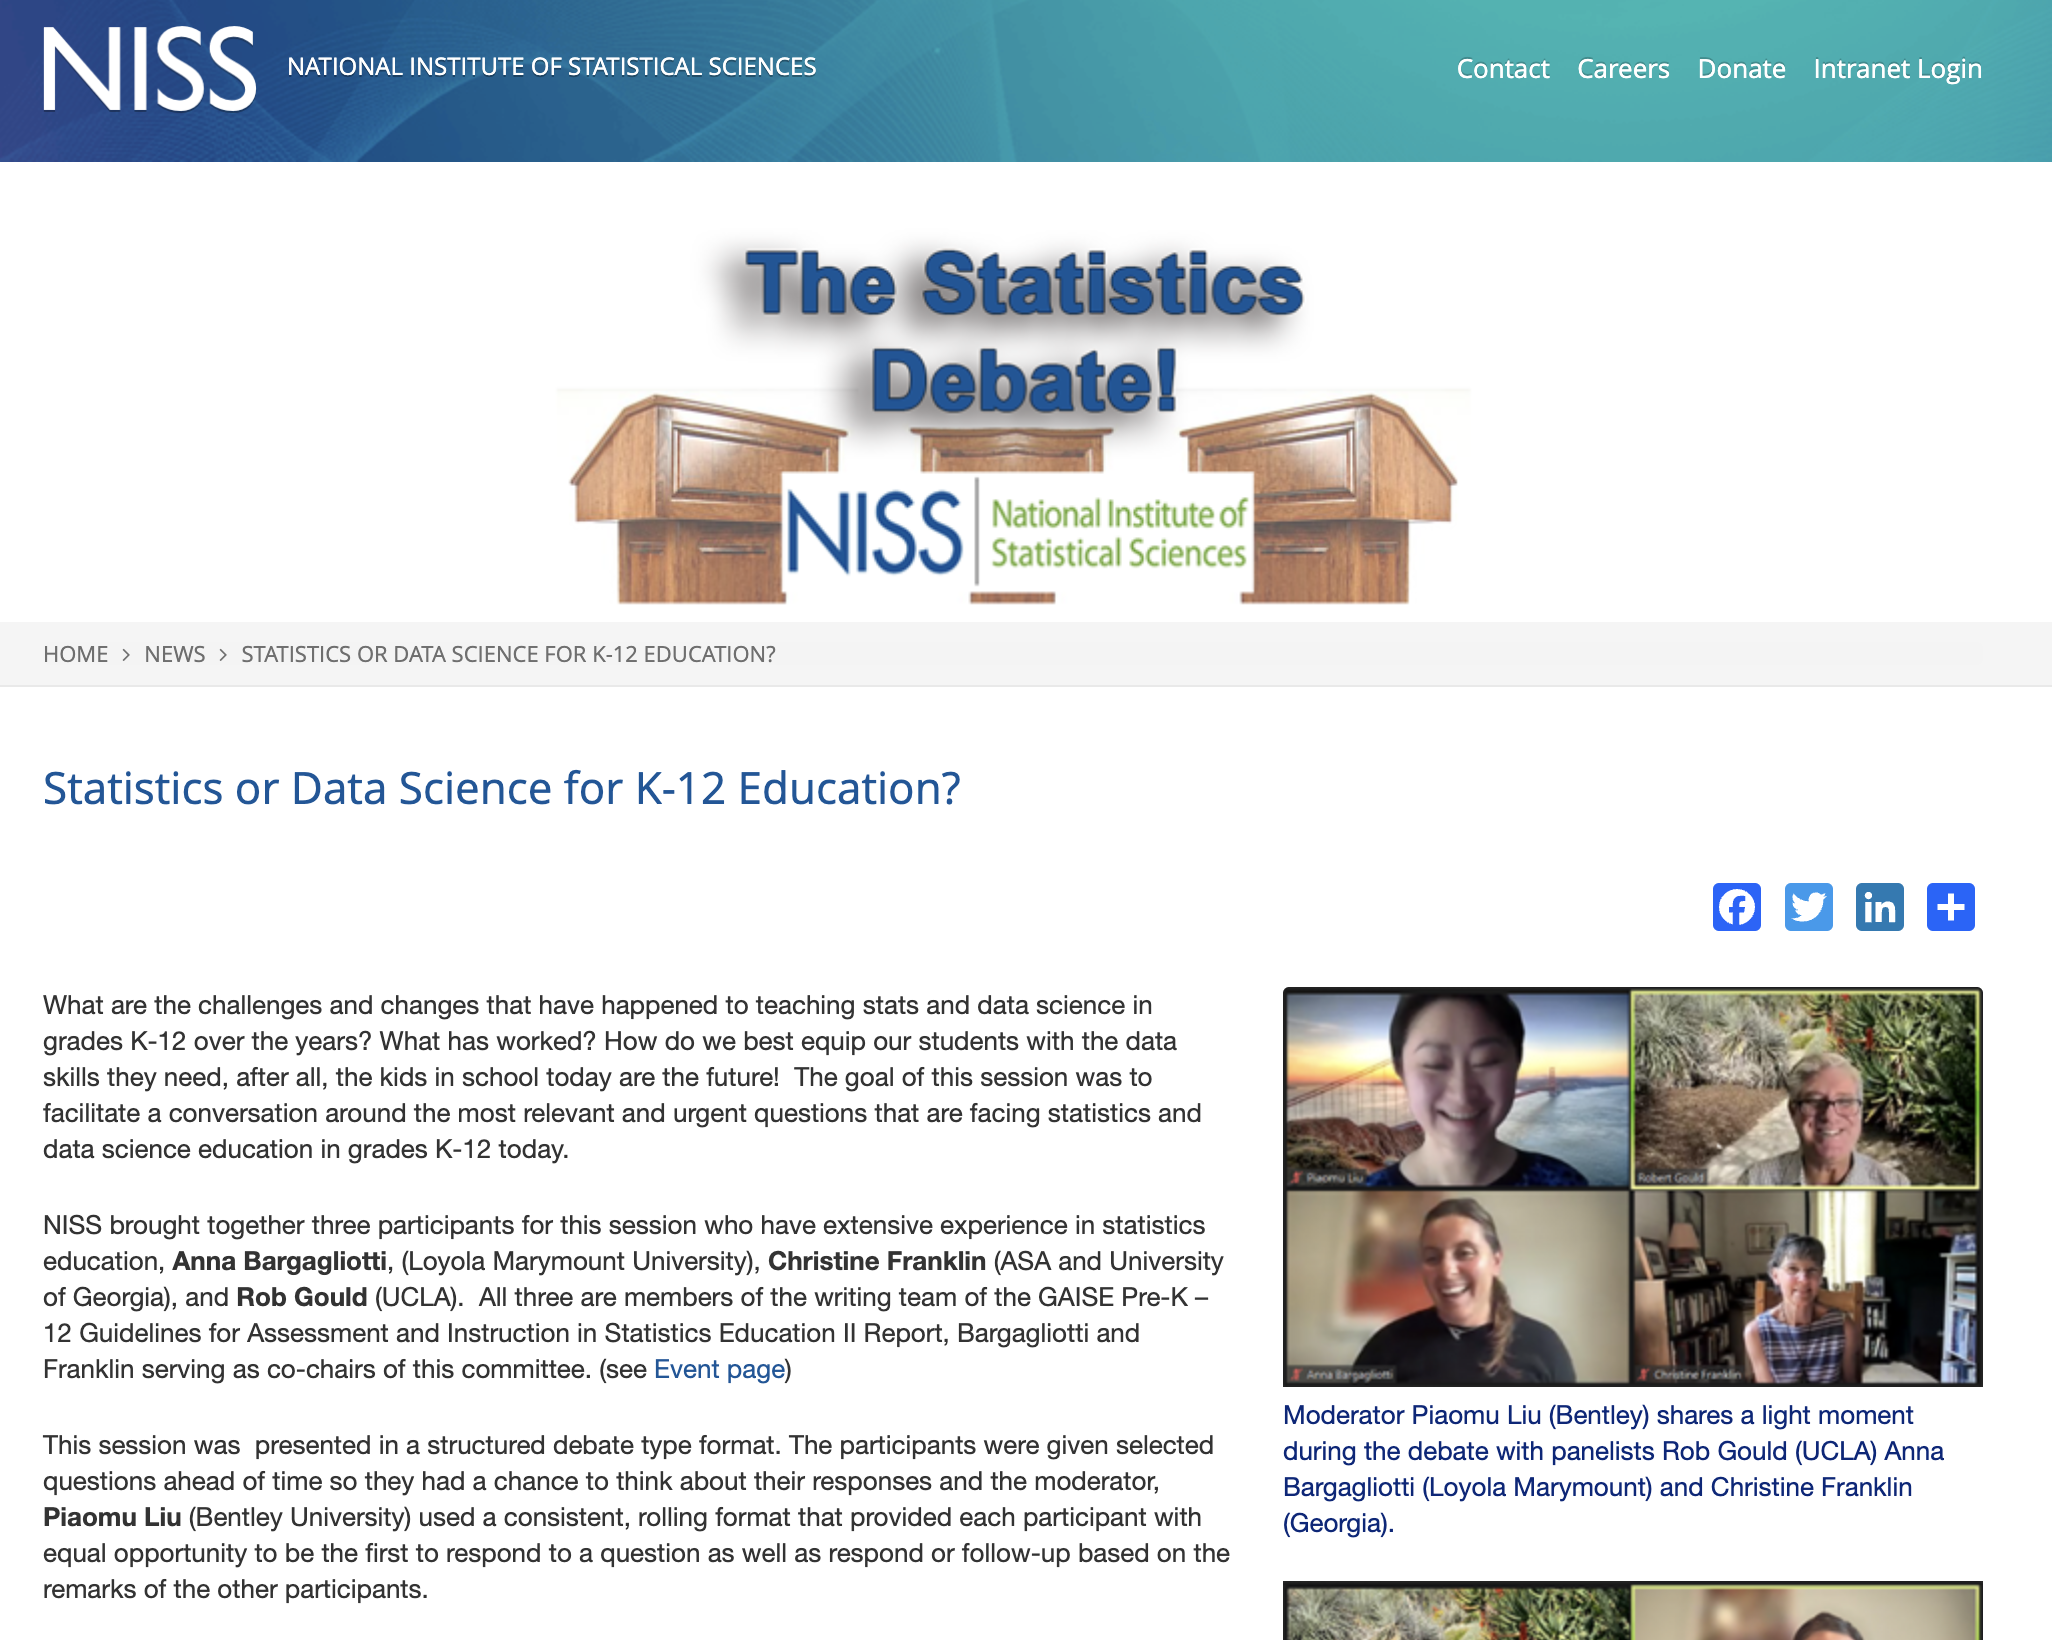 NISS NATIONAL INSTITUTE OF STATISTICAL SCIENCES
Contact Careers Donate Intranet Login
The Statistics
Debate!
NISS National Institute of
Statistical Sciences
HOME > NEWS > STATISTICS OR DATA SCIENCE FOR K-12 EDUCATION?
Statistics or Data Science for K-12 Education?
What are the challenges and changes that have happened to teaching stats and data science in
grades K-12 over the years? What has worked? How do we best equip our students with the data
skills they need, after all, the kids in school today are the future!  The goal of this session was to
facilitate a conversation around the most relevant and urgent questions that are facing statistics and
data science education in grades K-12 today.
NISS brought together three participants for this session who have extensive experience in statistics
education, Anna Bargagliotti, (Loyola Marymount University), Christine Franklin (ASA and University
of Georgia), and Rob Gould (UCLA).  All three are members of the writing team of the GAISE Pre-K –
12 Guidelines for Assessment and Instruction in Statistics Education II Report, Bargagliotti and
Franklin serving as co-chairs of this committee. (see Event page)
This session was  presented in a structured debate type format. The participants were given selected
questions ahead of time so they had a chance to think about their responses and the moderator,
Piaomu Liu (Bentley University) used a consistent, rolling format that provided each participant with
equal opportunity to be the first to respond to a question as well as respond or follow-up based on the
remarks of the other participants.
Piaomu Liu
Robert Gould
Anna Bargagliotti
Christine Franklin
Moderator Piaomu Liu (Bentley) shares a light moment
during the debate with panelists Rob Gould (UCLA) Anna
Bargagliotti (Loyola Marymount) and Christine Franklin
(Georgia).